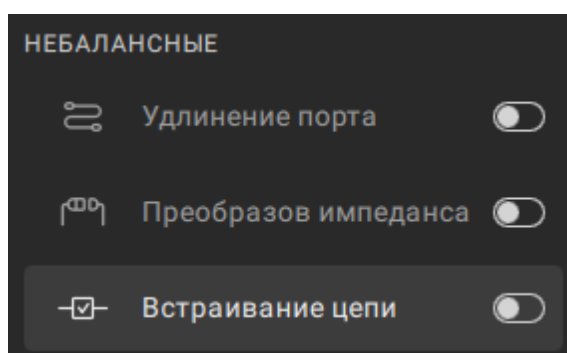 НЕБАЛАНСНЫЕ
Удлинение порта
Преобразов импеданса
Встраивание цепи